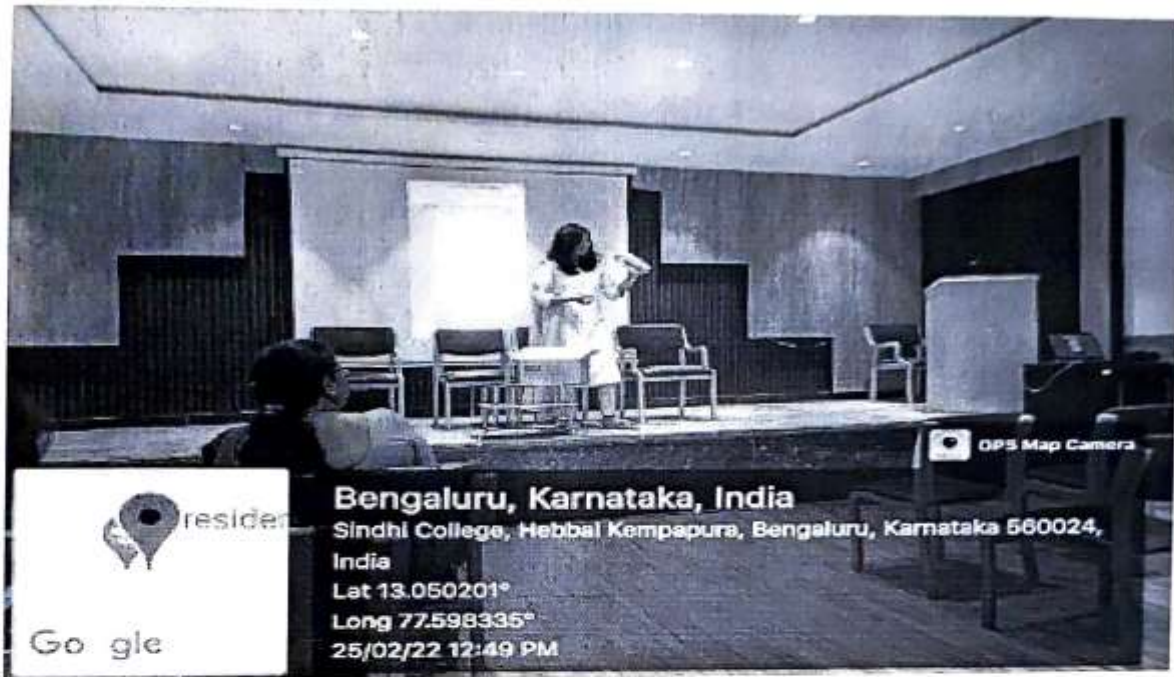 GPS Map Camera
Bengaluru, Karnataka, India
Sindhi College, Hebbal Kempapura, Bengaluru, Karnataka 560024,
India
Lat 13.050201°
Long 77.598335°
25/02/22 12:49 PM
residen
Go gle